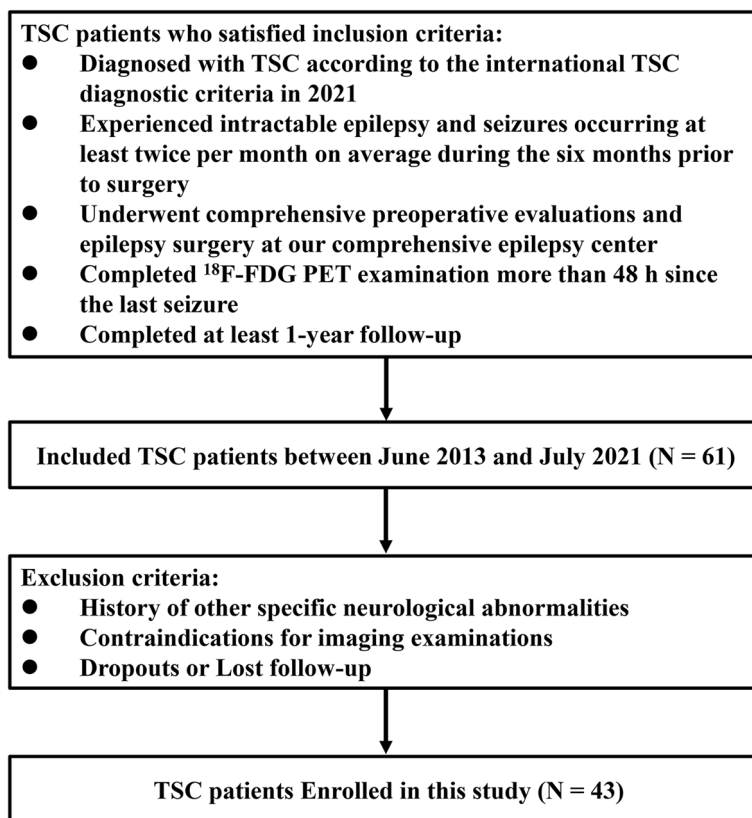 TSC patients who satisfied inclusion criteria:
● Diagnosed with TSC according to the international TSC
diagnostic criteria in 2021
● Experienced intractable epilepsy and seizures occurring at
least twice per month on average during the six months prior
to surgery
● Underwent comprehensive preoperative evaluations and
epilepsy surgery at our comprehensive epilepsy center
● Completed ¹⁸F-FDG PET examination more than 48 h since
the last seizure
● Completed at least 1-year follow-up
Included TSC patients between June 2013 and July 2021 (N = 61)
Exclusion criteria:
● History of other specific neurological abnormalities
● Contraindications for imaging examinations
● Dropouts or Lost follow-up
TSC patients Enrolled in this study (N = 43)